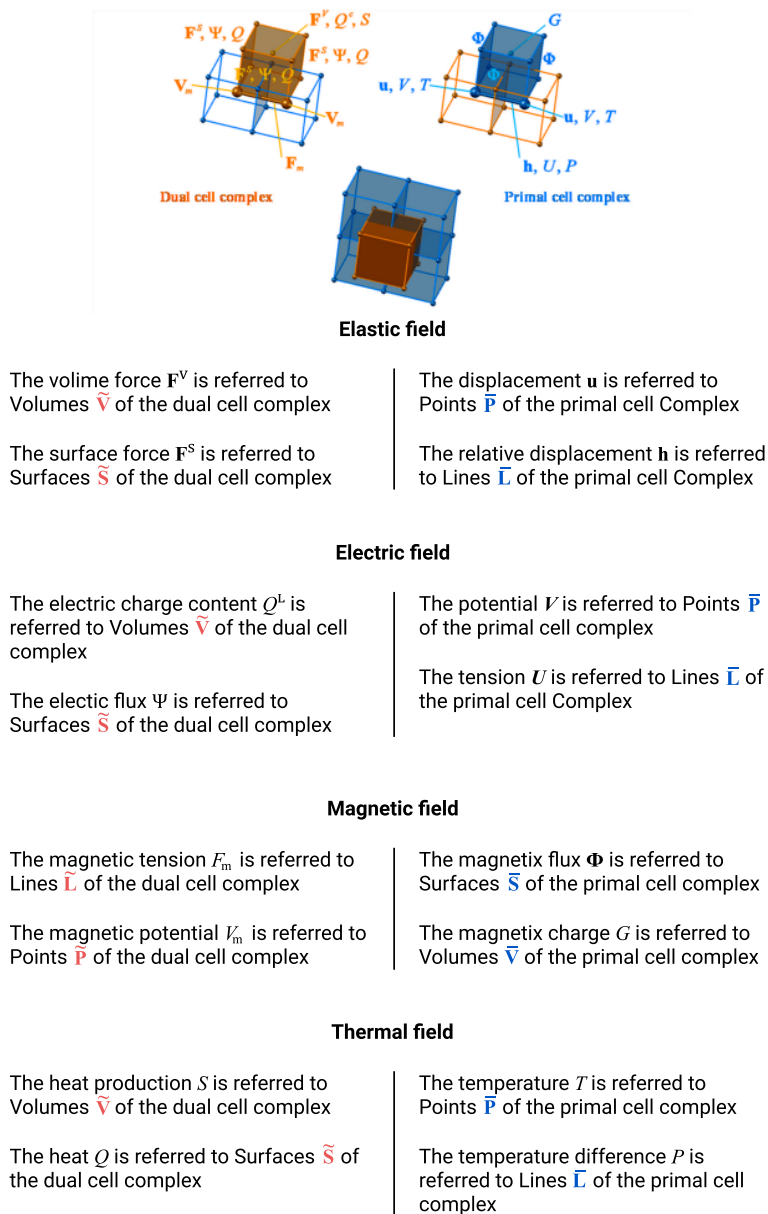 F^V, Q^c, S
F^S, Ψ, Q
F^S, Ψ, Q
F^S, Ψ, Q
V_m
V_m
F_m
Dual cell complex
G
Φ
Φ
Φ
u, V, T
u, V, T
h, U, P
Primal cell complex
Elastic field
The volime force F^V is referred to
Volumes Ṽ of the dual cell complex
The surface force F^S is referred to
Surfaces S̃ of the dual cell complex
The displacement u is referred to
Points P̄ of the primal cell Complex
The relative displacement h is referred
to Lines L̄ of the primal cell Complex
Electric field
The electric charge content Q^L is
referred to Volumes Ṽ of the dual cell
complex
The electic flux Ψ is referred to
Surfaces S̃ of the dual cell complex
The potential V is referred to Points P̄
of the primal cell complex
The tension U is referred to Lines L̄ of
the primal cell Complex
Magnetic field
The magnetic tension F_m is referred to
Lines L̃ of the dual cell complex
The magnetic potential V_m is referred to
Points P̃ of the dual cell complex
The magnetix flux Φ is referred to
Surfaces S̄ of the primal cell complex
The magnetix charge G is referred to
Volumes V̄ of the primal cell complex
Thermal field
The heat production S is referred to
Volumes Ṽ of the dual cell complex
The heat Q is referred to Surfaces S̃ of
the dual cell complex
The temperature T is referred to
Points P̄ of the primal cell complex
The temperature difference P is
referred to Lines L̄ of the primal cell
complex